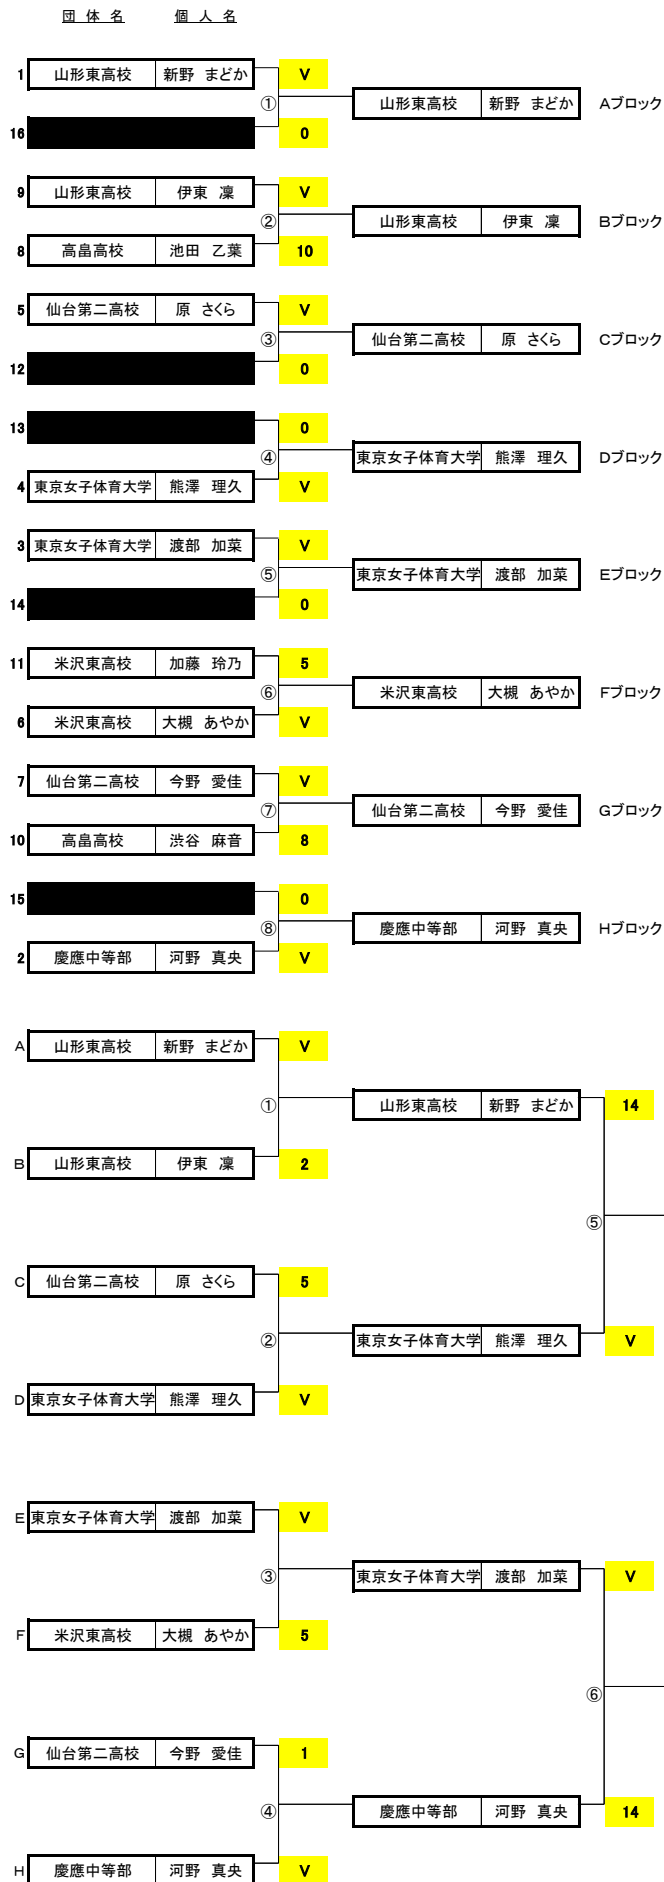 団 体 名 個 人 名
1 山形東高校 新野 まどか V
① 山形東高校 新野 まどか Aブロック
16 0
9 山形東高校 伊東 凜 V
② 山形東高校 伊東 凜 Bブロック
8 高畠高校 池田 乙葉 10
5 仙台第二高校 原 さくら V
③ 仙台第二高校 原 さくら Cブロック
12 0
13 0
④ 東京女子体育大学 熊澤 理久 Dブロック
4 東京女子体育大学 熊澤 理久 V
3 東京女子体育大学 渡部 加菜 V
⑤ 東京女子体育大学 渡部 加菜 Eブロック
14 0
11 米沢東高校 加藤 玲乃 5
⑥ 米沢東高校 大槻 あやか Fブロック
6 米沢東高校 大槻 あやか V
7 仙台第二高校 今野 愛佳 V
⑦ 仙台第二高校 今野 愛佳 Gブロック
10 高畠高校 渋谷 麻音 8
15 0
⑧ 慶應中等部 河野 真央 Hブロック
2 慶應中等部 河野 真央 V
A 山形東高校 新野 まどか V
① 山形東高校 新野 まどか 14
B 山形東高校 伊東 凜 2
⑤
C 仙台第二高校 原 さくら 5
② 東京女子体育大学 熊澤 理久 V
D 東京女子体育大学 熊澤 理久 V
E 東京女子体育大学 渡部 加菜 V
③ 東京女子体育大学 渡部 加菜 V
F 米沢東高校 大槻 あやか 5
⑥
G 仙台第二高校 今野 愛佳 1
④ 慶應中等部 河野 真央 14
H 慶應中等部 河野 真央 V